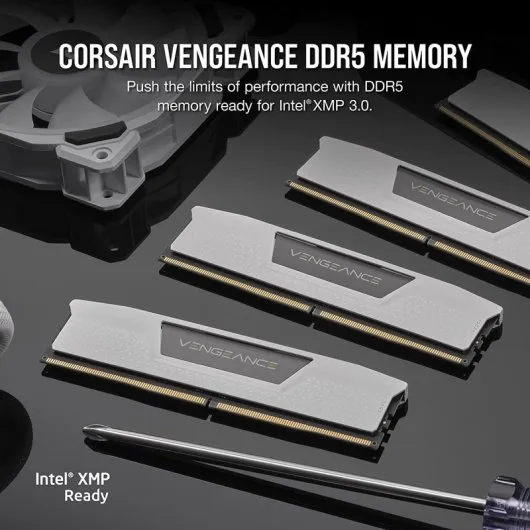 CORSAIR VENGEANCE DDR5 MEMORY
Push the limits of performance with DDR5
memory ready for Intel® XMP 3.0.
VENGEANCE
VENGEANCE
VENGEANCE
Intel® XMP
Ready